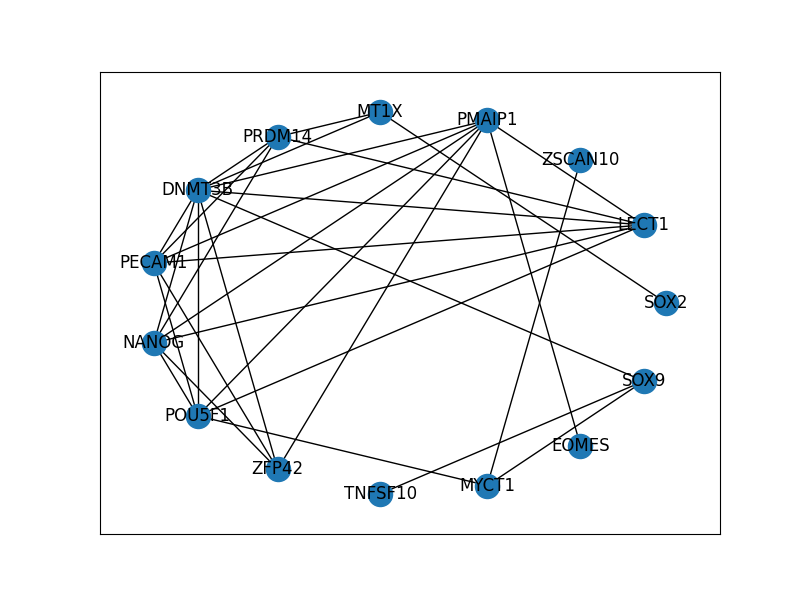 MT1X
PMAIP1
PRDM14
ZSCAN10
DNMT3B
LECT1
PECAM1
SOX2
NANOG
SOX9
POU5F1
EOMES
ZFP42
MYCT1
TNFSF10